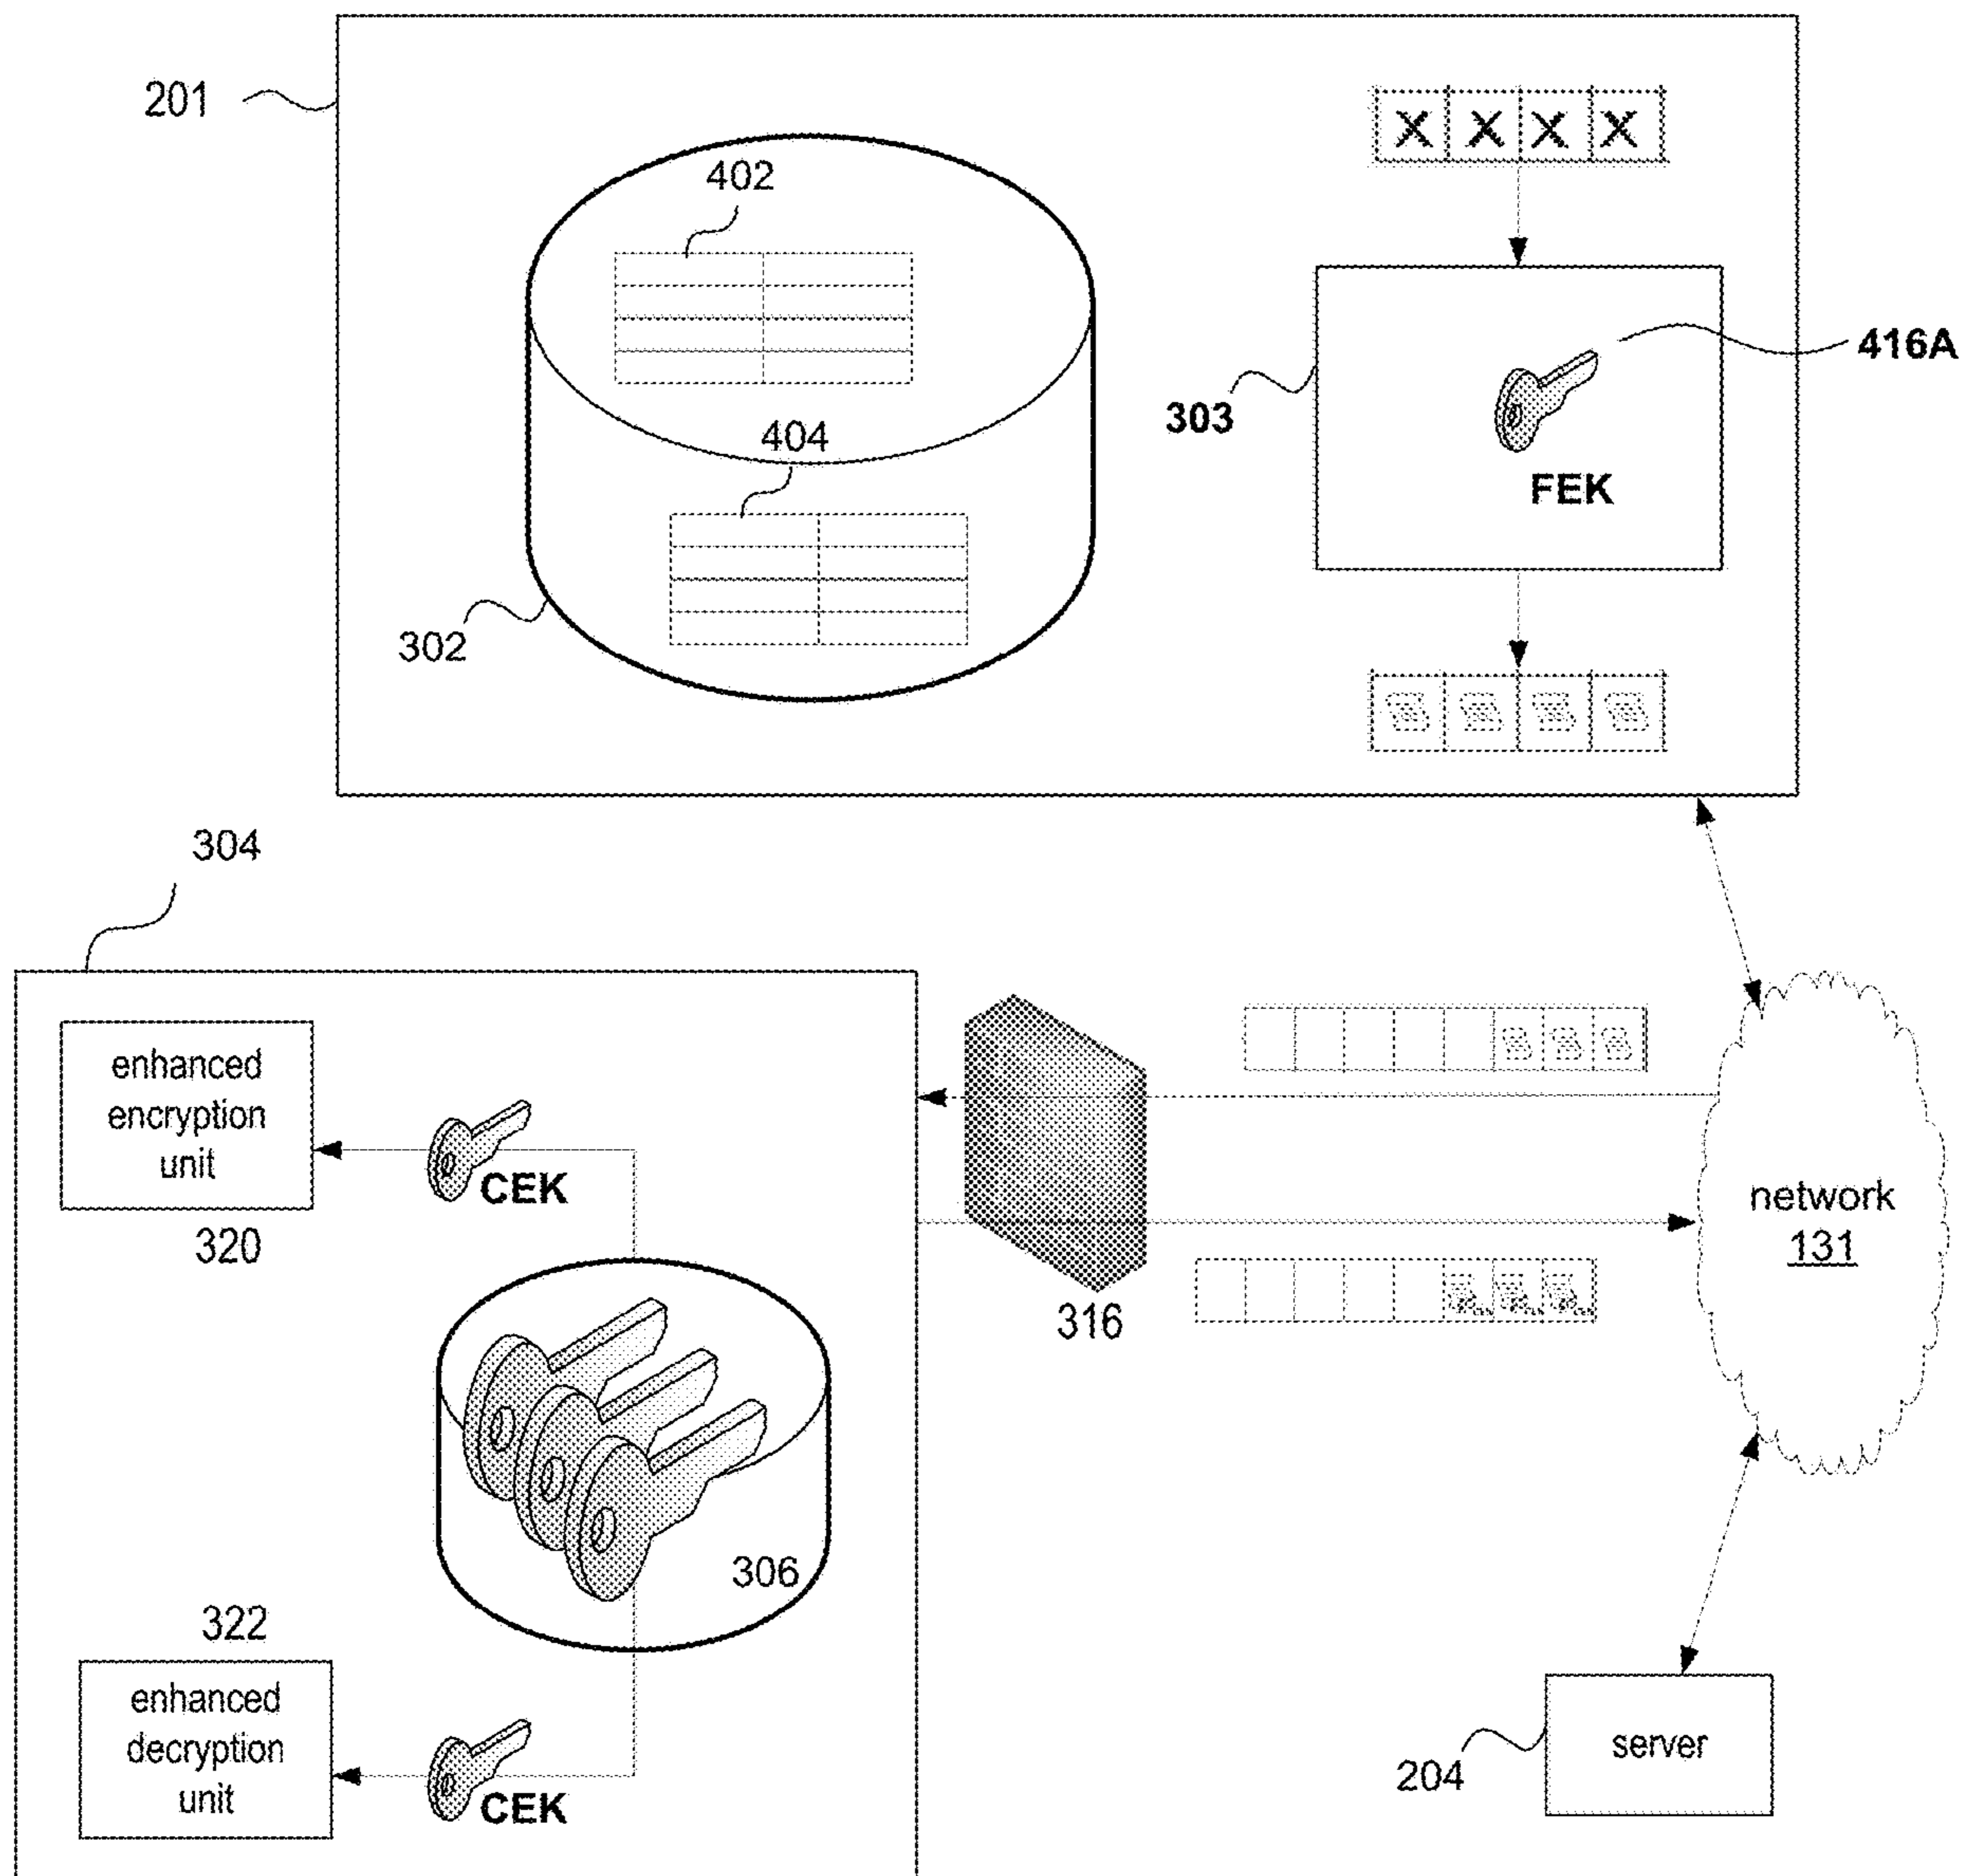 201
402
X X X X
416A
303
404
FEK
302
304
enhanced
encryption
unit
CEK
320
network
131
316
306
322
enhanced
decryption
unit
CEK
server
204